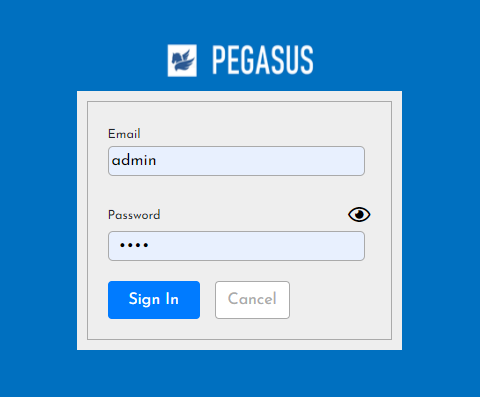 PEGASUS
Email
admin
Password
••••
Sign In Cancel